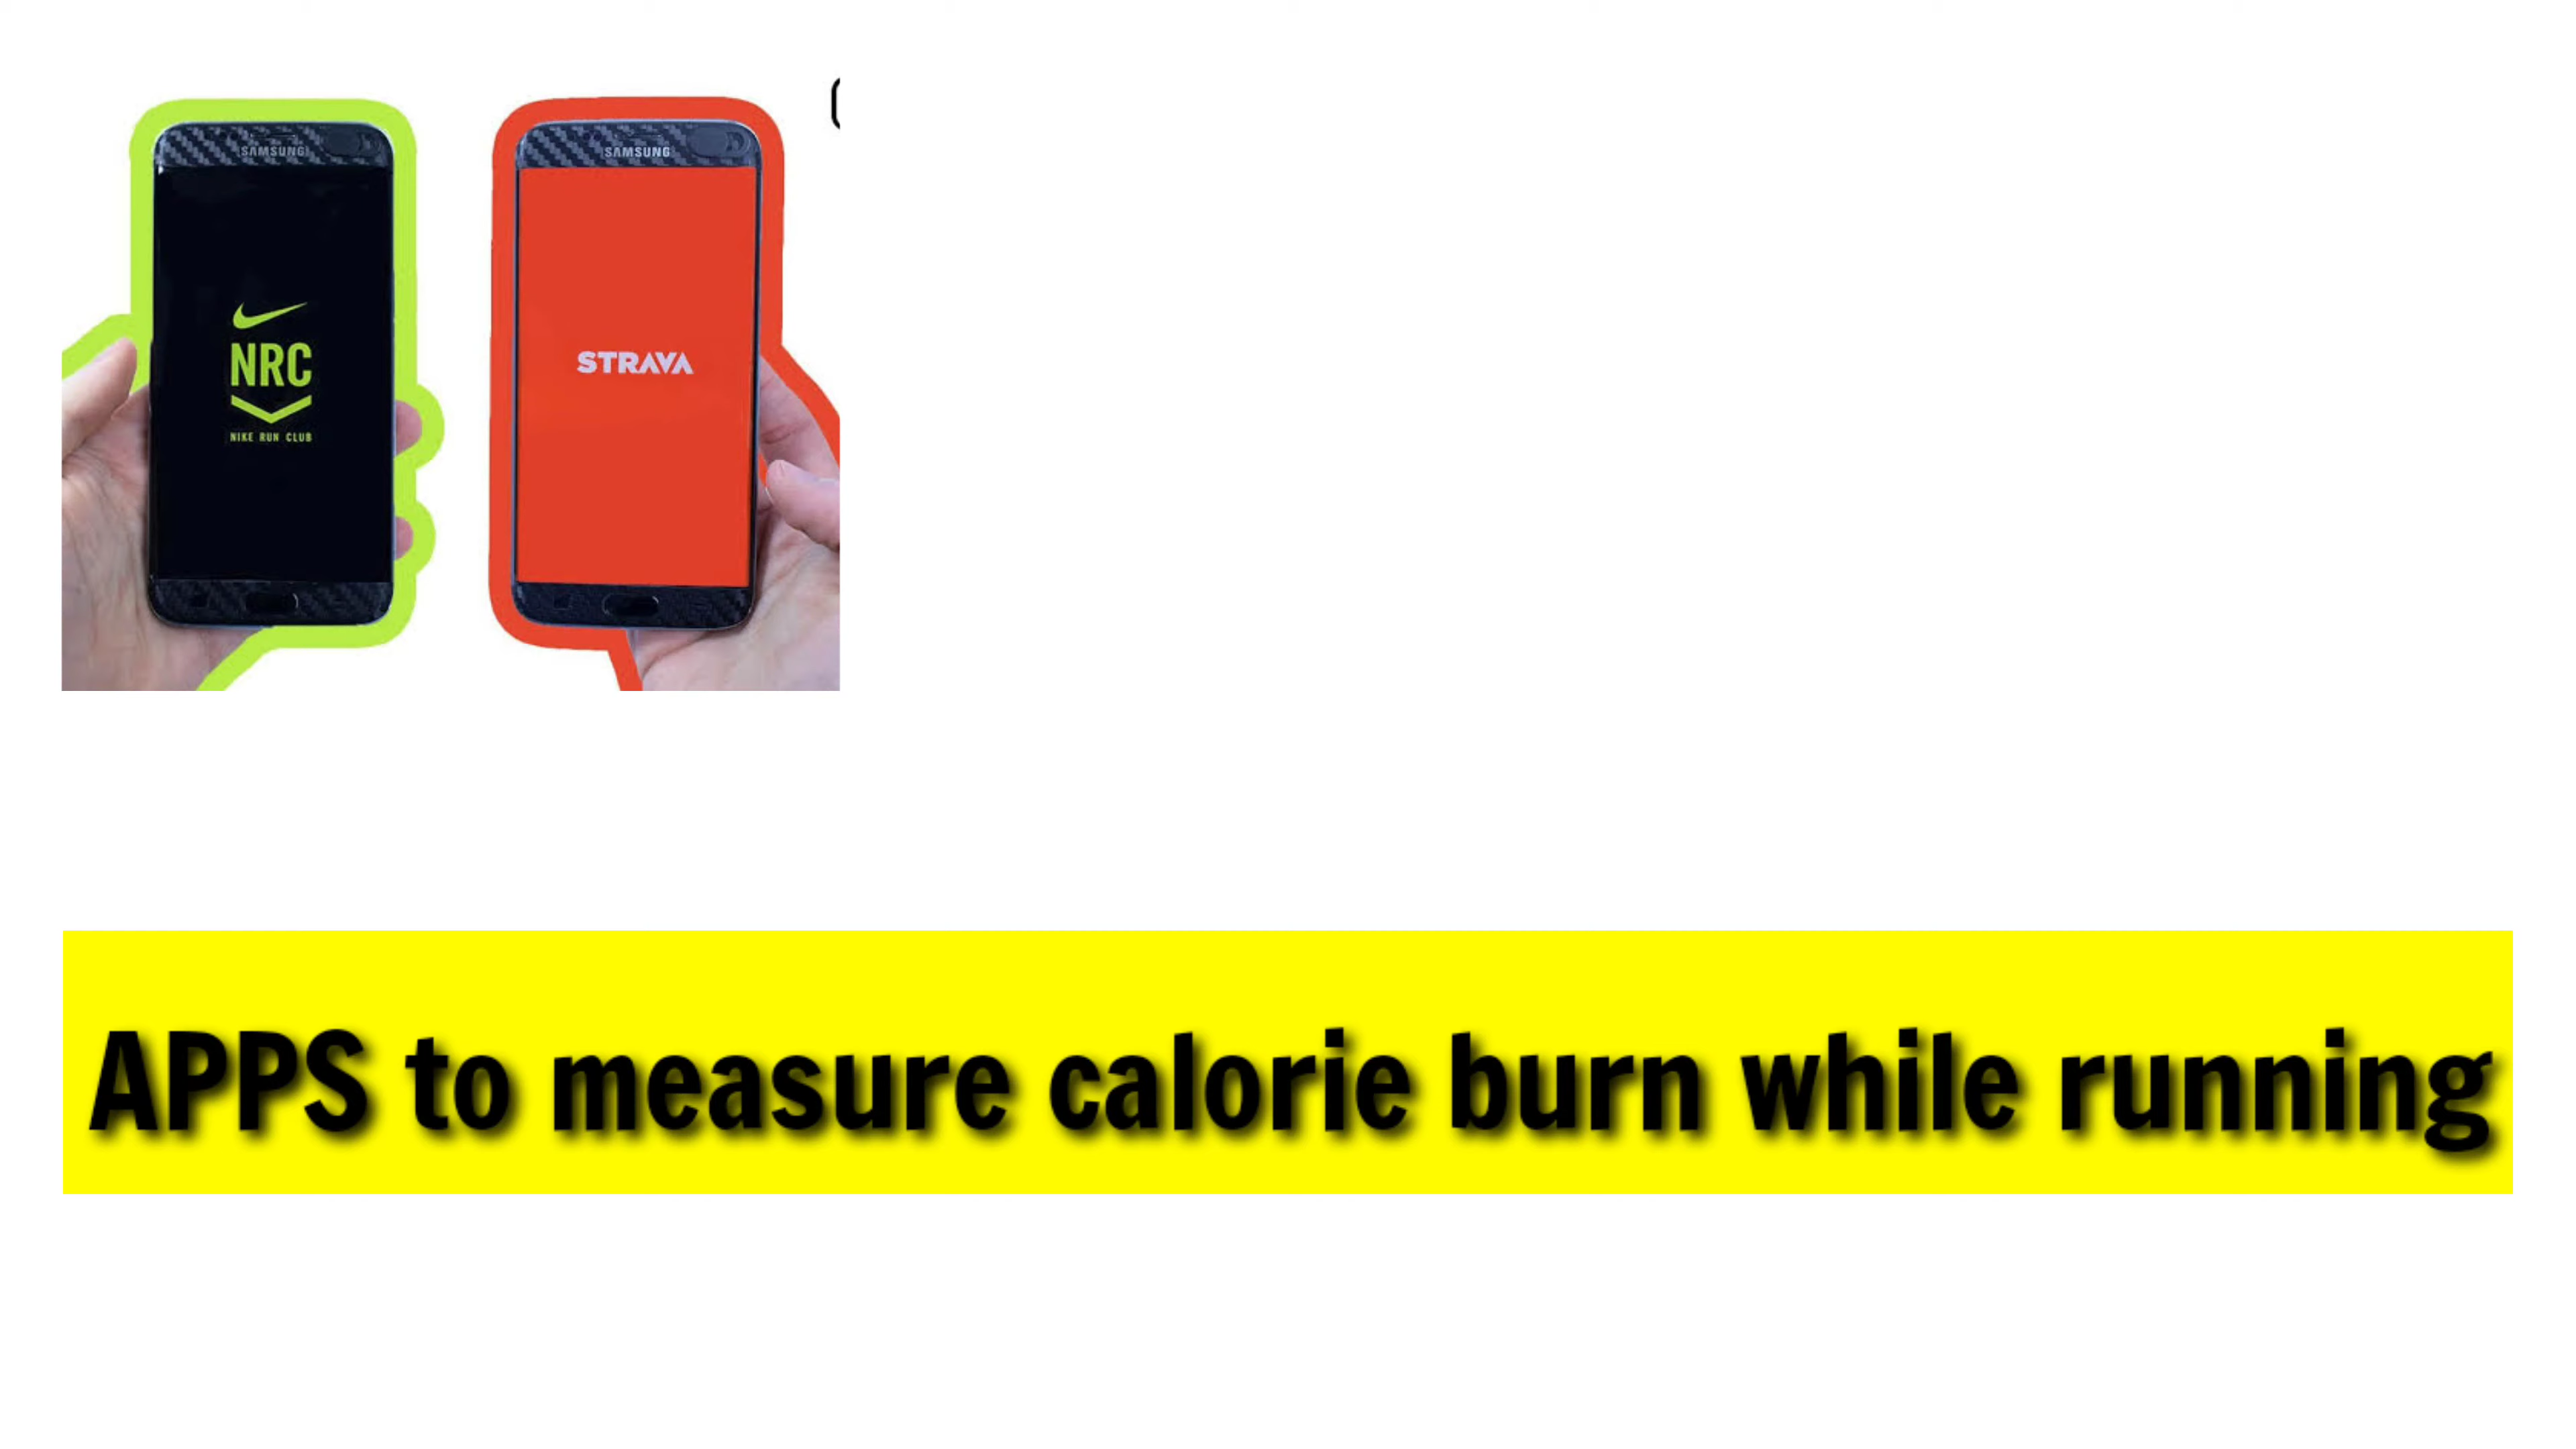 SAMSUNG
SAMSUNG
NRC
NIKE RUN CLUB
STRAVA
APPS to measure calorie burn while running